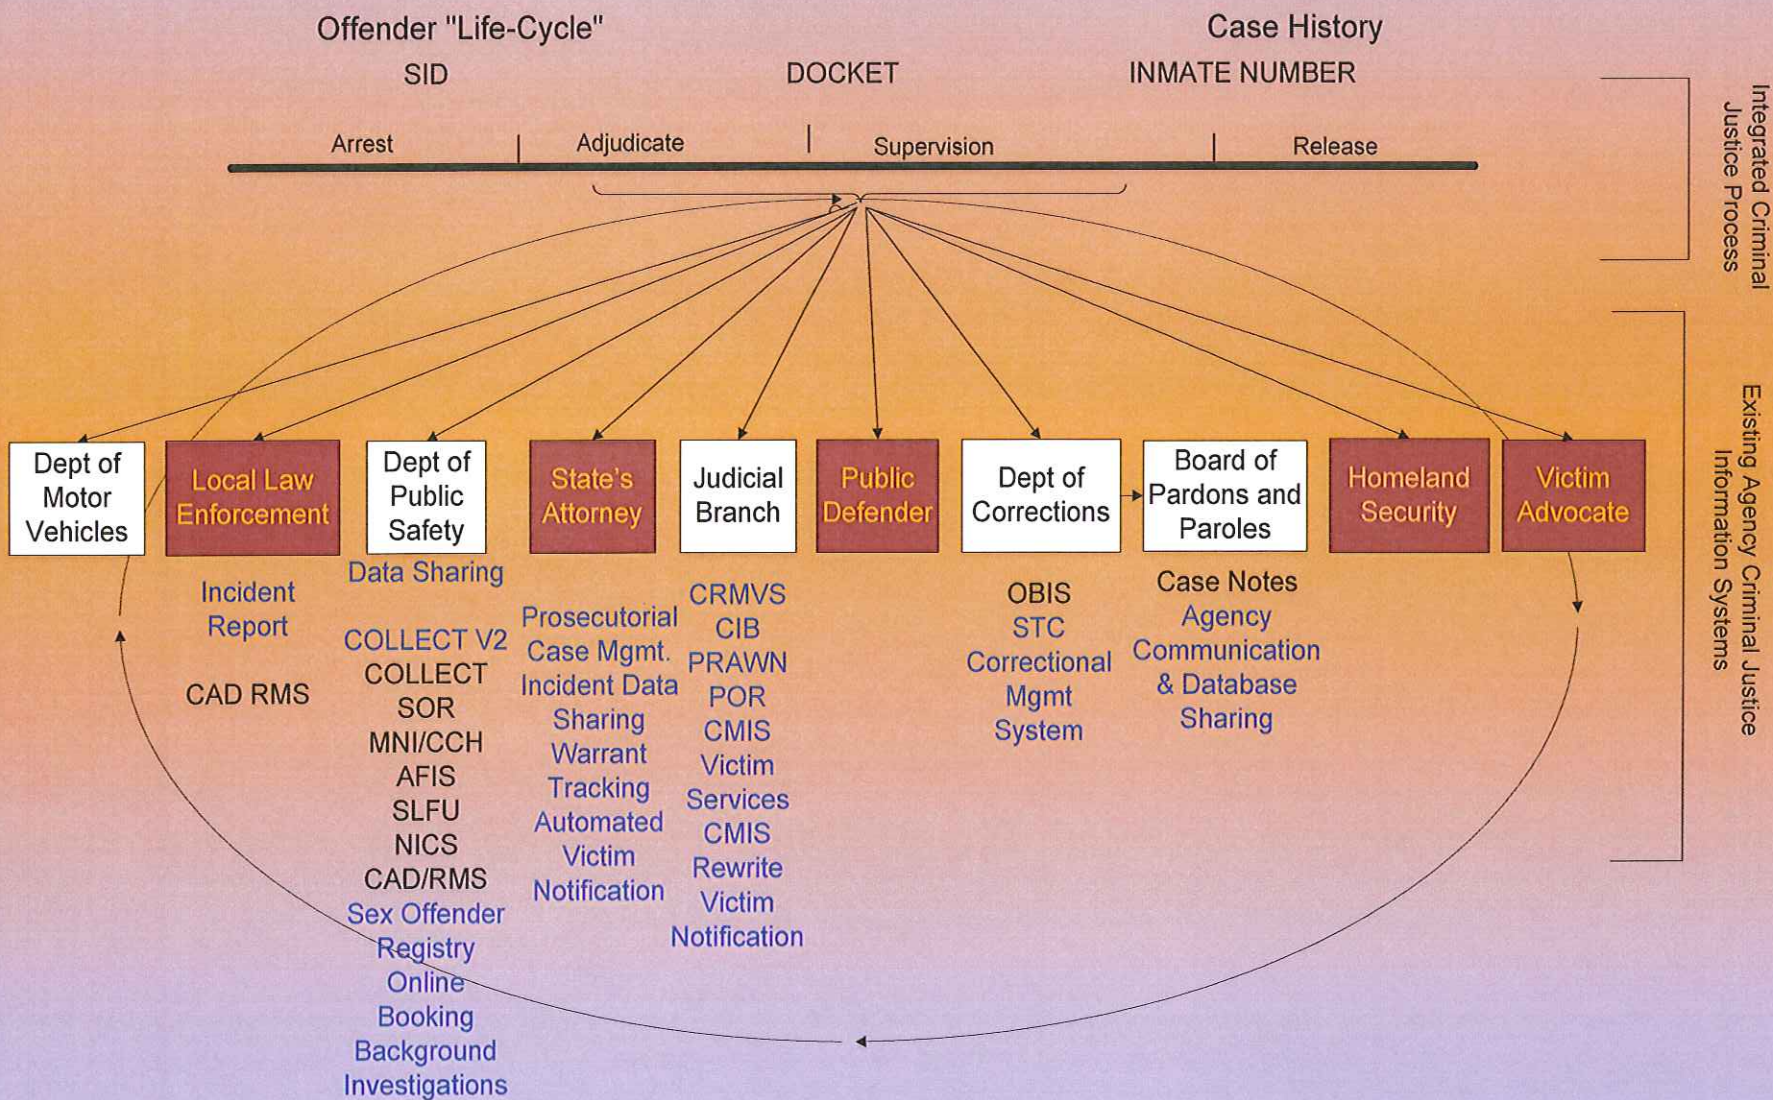 Offender "Life-Cycle"
Case History
SID
DOCKET
INMATE NUMBER
Arrest
Adjudicate
Supervision
Release
Integrated Criminal
Justice Process
Dept of
Motor
Vehicles
Local Law
Enforcement
Incident
Report
CAD RMS
Dept of
Public
Safety
Data Sharing
COLLECT V2
COLLECT
SOR
MNI/CCH
AFIS
SLFU
NICS
CAD/RMS
Sex Offender
Registry
Online
Booking
Background
Investigations
State's
Attorney
Prosecutorial
Case Mgmt.
Incident Data
Sharing
Warrant
Tracking
Automated
Victim
Notification
Judicial
Branch
CRMVS
CIB
PRAWN
POR
CMIS
Victim
Services
CMIS
Rewrite
Victim
Notification
Public
Defender
Dept of
Corrections
OBIS
STC
Correctional
Mgmt
System
Board of
Pardons and
Paroles
Case Notes
Agency
Communication
& Database
Sharing
Homeland
Security
Victim
Advocate
Existing Agency Criminal Justice
Information Systems